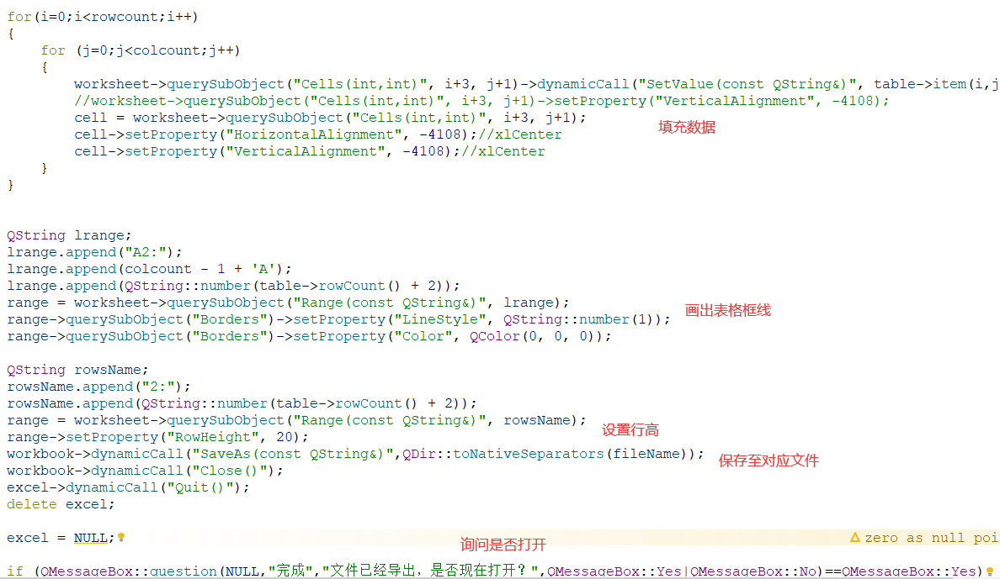 for(i=0;i<rowcount;i++)
{
    for (j=0;j<colcount;j++)
    {
        worksheet->querySubObject("Cells(int,int)", i+3, j+1)->dynamicCall("SetValue(const QString&)", table->item(i,j
        //worksheet->querySubObject("Cells(int,int)", i+3, j+1)->setProperty("VerticalAlignment", -4108);
        cell = worksheet->querySubObject("Cells(int,int)", i+3, j+1);
填充数据
        cell->setProperty("HorizontalAlignment", -4108);//xlCenter
        cell->setProperty("VerticalAlignment", -4108);//xlCenter
    }
}
QString lrange;
lrange.append("A2:");
lrange.append(colcount - 1 + 'A');
lrange.append(QString::number(table->rowCount() + 2));
range = worksheet->querySubObject("Range(const QString&)", lrange);
画出表格框线
range->querySubObject("Borders")->setProperty("LineStyle", QString::number(1));
range->querySubObject("Borders")->setProperty("Color", QColor(0, 0, 0));
QString rowsName;
rowsName.append("2:");
rowsName.append(QString::number(table->rowCount() + 2));
range = worksheet->querySubObject("Range(const QString&)", rowsName);
设置行高
range->setProperty("RowHeight", 20);
workbook->dynamicCall("SaveAs(const QString&)",QDir::toNativeSeparators(fileName));
保存至对应文件
workbook->dynamicCall("Close()");
excel->dynamicCall("Quit()");
delete excel;
excel = NULL;
zero as null poi
询问是否打开
if (QMessageBox::question(NULL,"完成","文件已经导出，是否现在打开？",QMessageBox::Yes|QMessageBox::No)==QMessageBox::Yes)